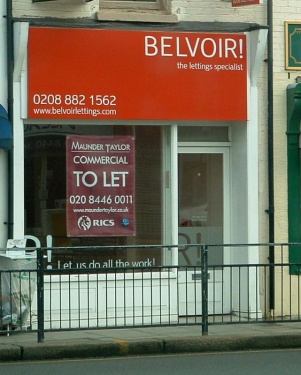 BELVOIR!
the lettings specialist
0208 882 1562
www.belvoirlettings.com
MAUNDER TAYLOR
COMMERCIAL
TO LET
020 8446 0011
www.maundertaylor.co.uk
RICS
Let us do all the work!